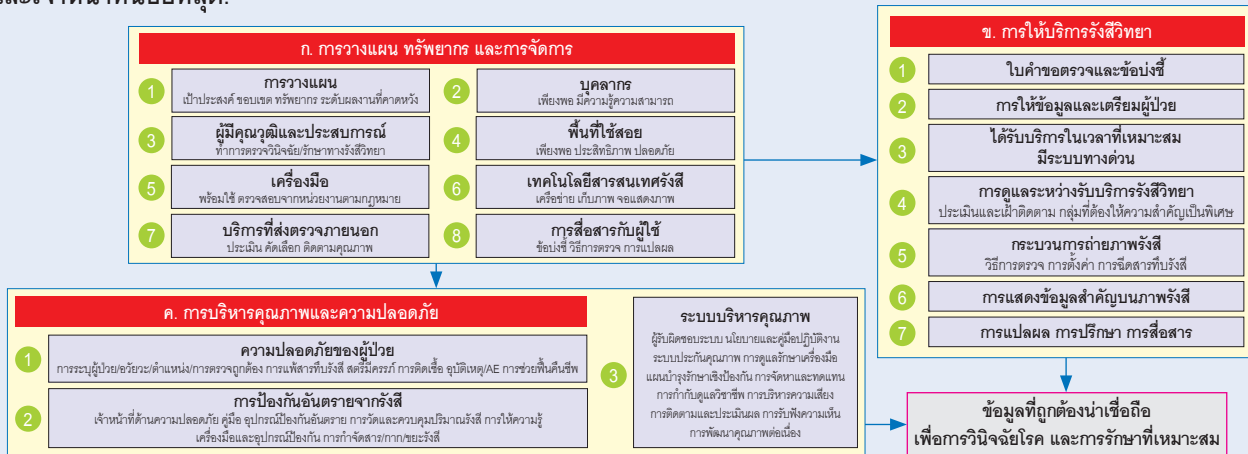 ก. การวางแผน ทรัพยากร และการจัดการ
1
การวางแผน
เป้าประสงค์ ขอบเขต ทรัพยากร ระดับผลงานที่คาดหวัง
2
บุคลากร
เพียงพอ มีความรู้ความสามารถ
3
ผู้มีคุณวุฒิและประสบการณ์
ทำการตรวจวินิจฉัย/รักษาทางรังสีวิทยา
4
พื้นที่ใช้สอย
เพียงพอ ประสิทธิภาพ ปลอดภัย
5
เครื่องมือ
พร้อมใช้ ตรวจสอบจากหน่วยงานตามกฎหมาย
6
เทคโนโลยีสารสนเทศรังสี
เครือข่าย เก็บภาพ จอแสดงภาพ
7
บริการที่ส่งตรวจภายนอก
ประเมิน คัดเลือก ติดตามคุณภาพ
8
การสื่อสารกับผู้ใช้
ข้อบ่งชี้ วิธีการตรวจ การแปลผล
ข. การให้บริการรังสีวิทยา
1
ใบคำขอตรวจและข้อบ่งชี้
2
การให้ข้อมูลและเตรียมผู้ป่วย
3
ได้รับบริการในเวลาที่เหมาะสม
มีระบบทางด่วน
4
การดูแลระหว่างรับบริการรังสีวิทยา
ประเมินและเฝ้าติดตาม กลุ่มที่ต้องให้ความสำคัญเป็นพิเศษ
5
กระบวนการถ่ายภาพรังสี
วิธีการตรวจ การตั้งค่า การฉีดสารทึบรังสี
6
การแสดงข้อมูลสำคัญบนภาพรังสี
7
การแปลผล การปรึกษา การสื่อสาร
ค. การบริหารคุณภาพและความปลอดภัย
1
ความปลอดภัยของผู้ป่วย
การระบุผู้ป่วย/อวัยวะ/ตำแหน่ง/การตรวจถูกต้อง การแพ้สารทึบรังสี สตรีมีครรภ์ การติดเชื้อ อุบัติเหตุ/AE การช่วยฟื้นคืนชีพ
2
การป้องกันอันตรายจากรังสี
เจ้าหน้าที่ด้านความปลอดภัย คู่มือ อุปกรณ์ป้องกันอันตราย การวัดและควบคุมปริมาณรังสี การให้ความรู้
เครื่องมือและอุปกรณ์ป้องกัน การกำจัดสาร/กาก/ขยะรังสี
3
ระบบบริหารคุณภาพ
ผู้รับผิดชอบระบบ นโยบายและคู่มือปฏิบัติงาน
ระบบประกันคุณภาพ การดูแลรักษาเครื่องมือ
แผนบำรุงรักษาเชิงป้องกัน การจัดหาและทดแทน
การกำกับดูแลวิชาชีพ การบริหารความเสี่ยง
การติดตามและประเมินผล การรับฟังความเห็น
การพัฒนาคุณภาพต่อเนื่อง
ข้อมูลที่ถูกต้องน่าเชื่อถือ
เพื่อการวินิจฉัยโรค และการรักษาที่เหมาะสม